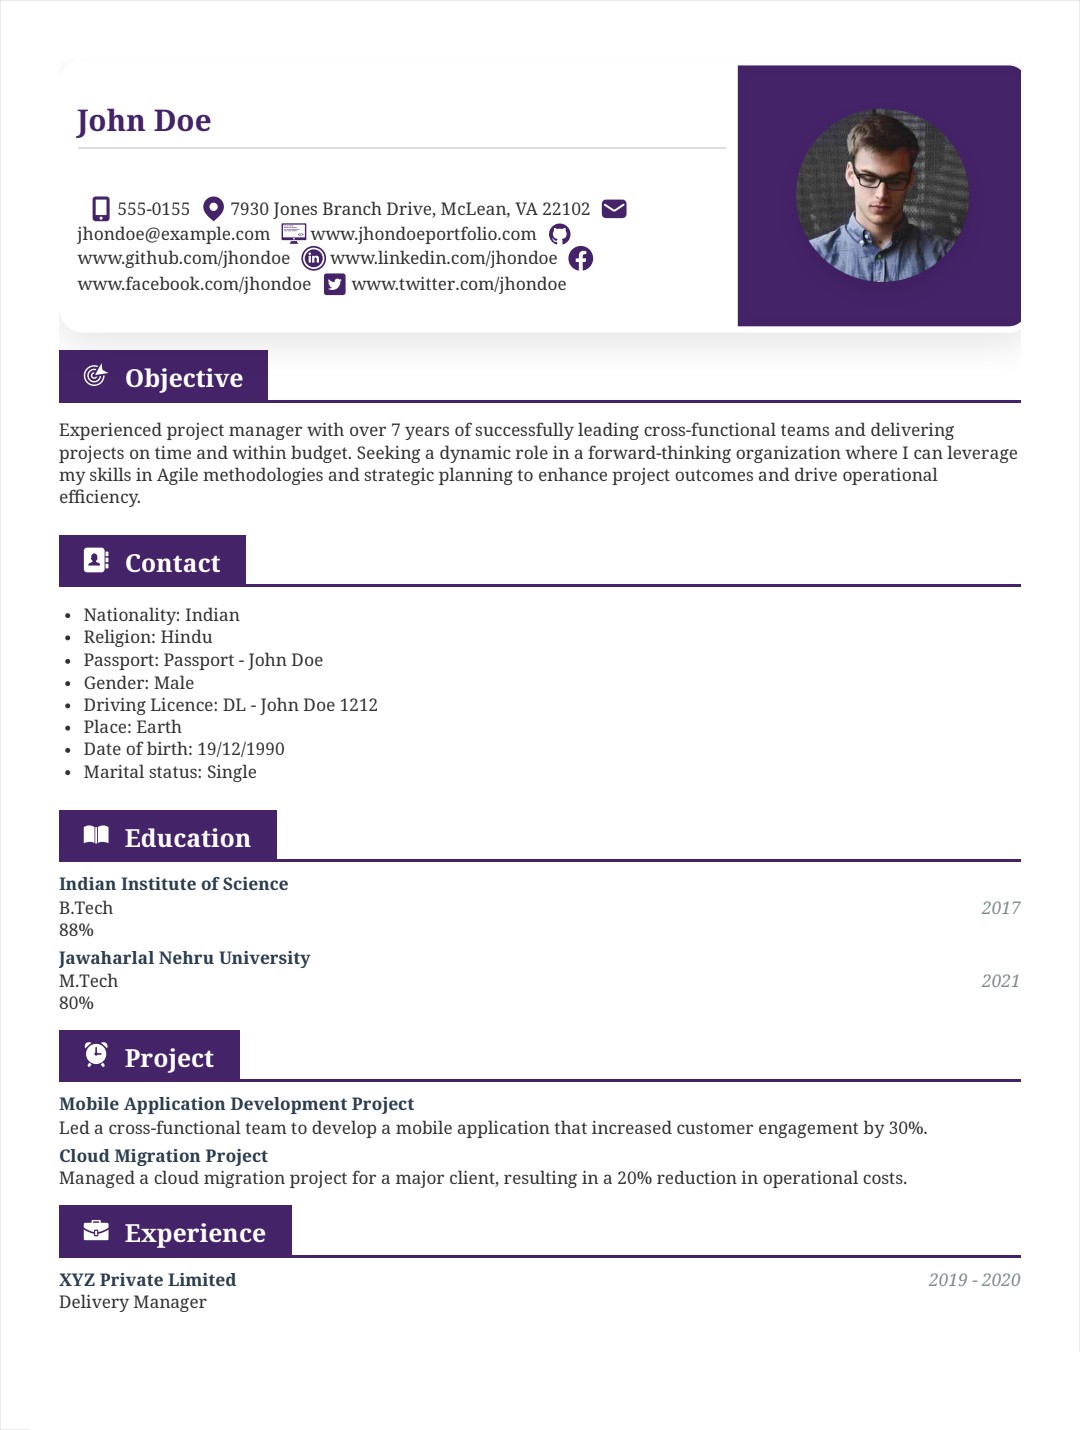 John Doe
555-0155 7930 Jones Branch Drive, McLean, VA 22102
jhondoe@example.com www.jhondoeportfolio.com
www.github.com/jhondoe www.linkedin.com/jhondoe
www.facebook.com/jhondoe www.twitter.com/jhondoe
Objective
Experienced project manager with over 7 years of successfully leading cross-functional teams and delivering
projects on time and within budget. Seeking a dynamic role in a forward-thinking organization where I can leverage
my skills in Agile methodologies and strategic planning to enhance project outcomes and drive operational
efficiency.
Contact
• Nationality: Indian
• Religion: Hindu
• Passport: Passport - John Doe
• Gender: Male
• Driving Licence: DL - John Doe 1212
• Place: Earth
• Date of birth: 19/12/1990
• Marital status: Single
Education
Indian Institute of Science
B.Tech 2017
88%
Jawaharlal Nehru University
M.Tech 2021
80%
Project
Mobile Application Development Project
Led a cross-functional team to develop a mobile application that increased customer engagement by 30%.
Cloud Migration Project
Managed a cloud migration project for a major client, resulting in a 20% reduction in operational costs.
Experience
XYZ Private Limited 2019 - 2020
Delivery Manager